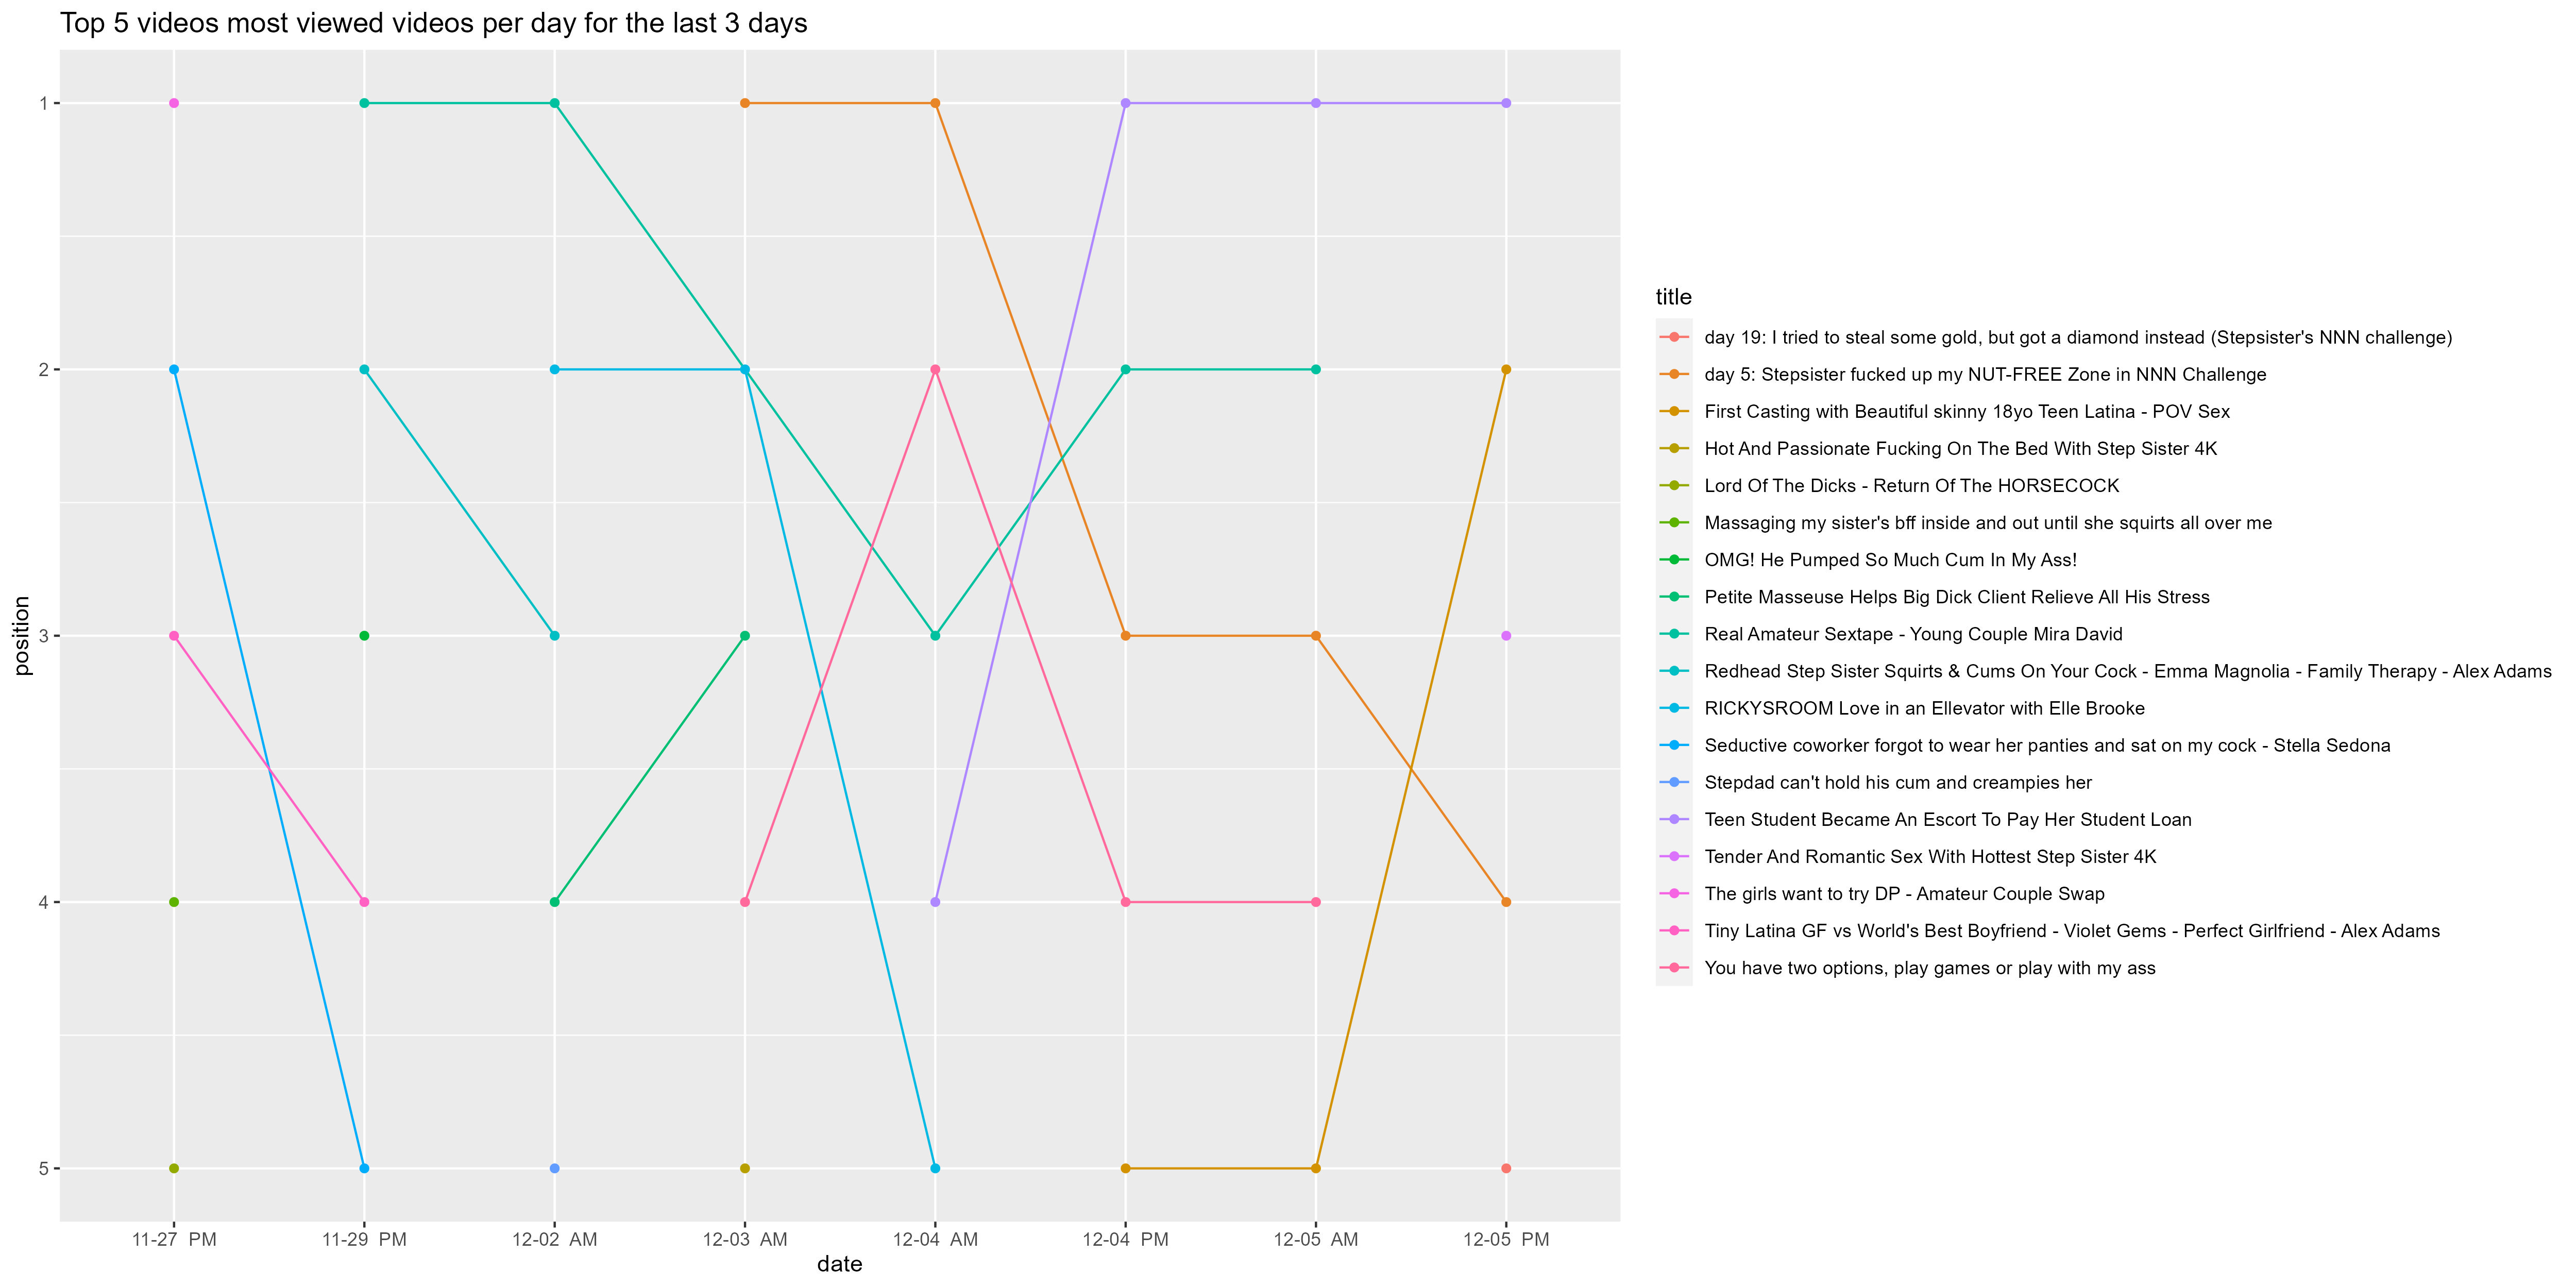 Top 5 videos most viewed videos per day for the last 3 days
position
1
2
3
4
5
11-27 PM
11-29 PM
12-02 AM
12-03 AM
12-04 AM
12-04 PM
12-05 AM
12-05 PM
date
title
day 19: I tried to steal some gold, but got a diamond instead (Stepsister's NNN challenge)
day 5: Stepsister fucked up my NUT-FREE Zone in NNN Challenge
First Casting with Beautiful skinny 18yo Teen Latina - POV Sex
Hot And Passionate Fucking On The Bed With Step Sister 4K
Lord Of The Dicks - Return Of The HORSECOCK
Massaging my sister's bff inside and out until she squirts all over me
OMG! He Pumped So Much Cum In My Ass!
Petite Masseuse Helps Big Dick Client Relieve All His Stress
Real Amateur Sextape - Young Couple Mira David
Redhead Step Sister Squirts & Cums On Your Cock - Emma Magnolia - Family Therapy - Alex Adams
RICKYSROOM Love in an Ellevator with Elle Brooke
Seductive coworker forgot to wear her panties and sat on my cock - Stella Sedona
Stepdad can't hold his cum and creampies her
Teen Student Became An Escort To Pay Her Student Loan
Tender And Romantic Sex With Hottest Step Sister 4K
The girls want to try DP - Amateur Couple Swap
Tiny Latina GF vs World's Best Boyfriend - Violet Gems - Perfect Girlfriend - Alex Adams
You have two options, play games or play with my ass